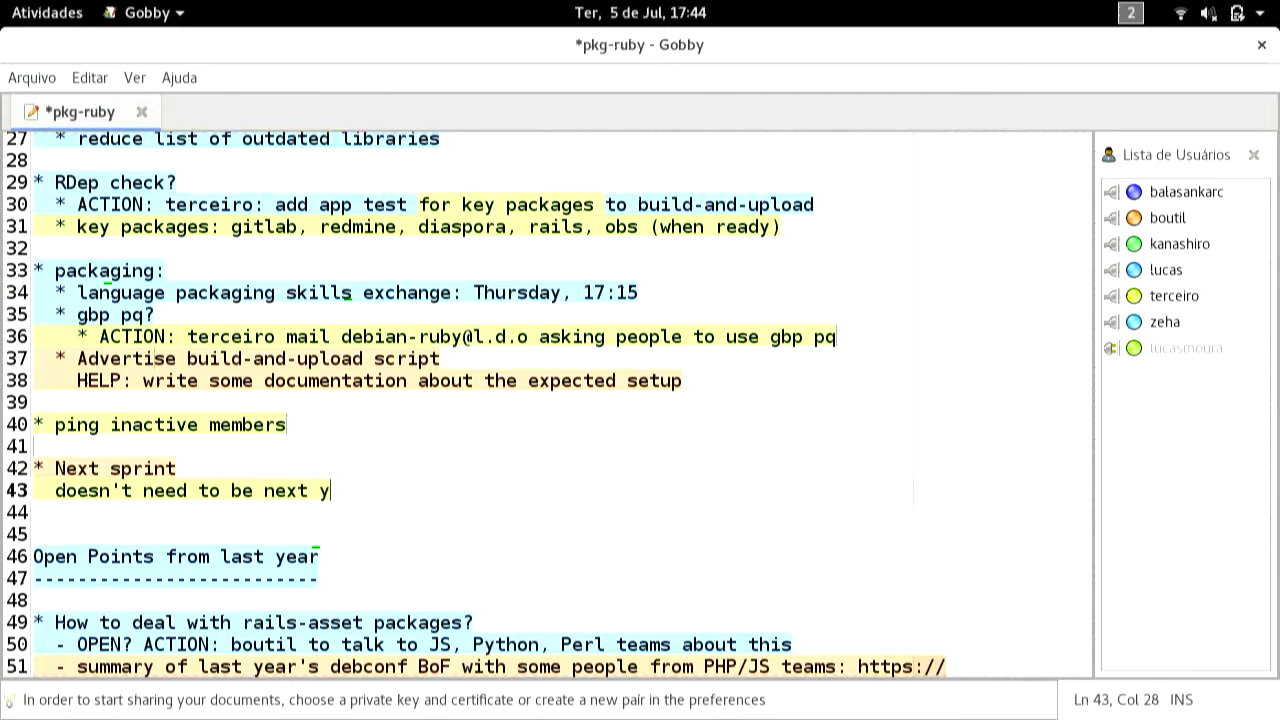 Atividades Gobby Ter, 5 de Jul, 17:44 2
*pkg-ruby - Gobby ×
Arquivo Editar Ver Ajuda
*pkg-ruby
27 * reduce list of outdated libraries
28
29 * RDep check?
30 * ACTION: terceiro: add app test for key packages to build-and-upload
31 * key packages: gitlab, redmine, diaspora, rails, obs (when ready)
32
33 * packaging:
34 * language packaging skills exchange: Thursday, 17:15
35 * gbp pq?
36 * ACTION: terceiro mail debian-ruby@l.d.o asking people to use gbp pq
37 * Advertise build-and-upload script
38 HELP: write some documentation about the expected setup
39
40 * ping inactive members
41
42 * Next sprint
43 doesn't need to be next y
44
45
46 Open Points from last year
47 --------------------------
48
49 * How to deal with rails-asset packages?
50 - OPEN? ACTION: boutil to talk to JS, Python, Perl teams about this
51 - summary of last year's debconf BoF with some people from PHP/JS teams: https://
Lista de Usuários
balasankarc
boutil
kanashiro
lucas
terceiro
zeha
lucasmoura
In order to start sharing your documents, choose a private key and certificate or create a new pair in the preferences
Ln 43, Col 28 INS